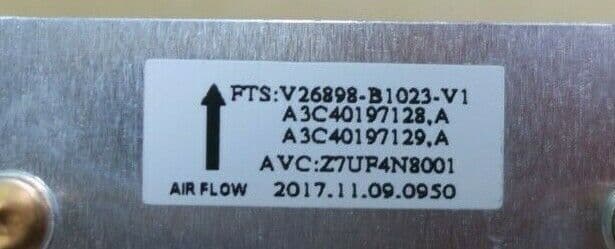 FTS:V26898-B1023-V1
A3C40197128,A
A3C40197129,A
AVC:Z7UF4N8001
AIR FLOW 2017.11.09.0950